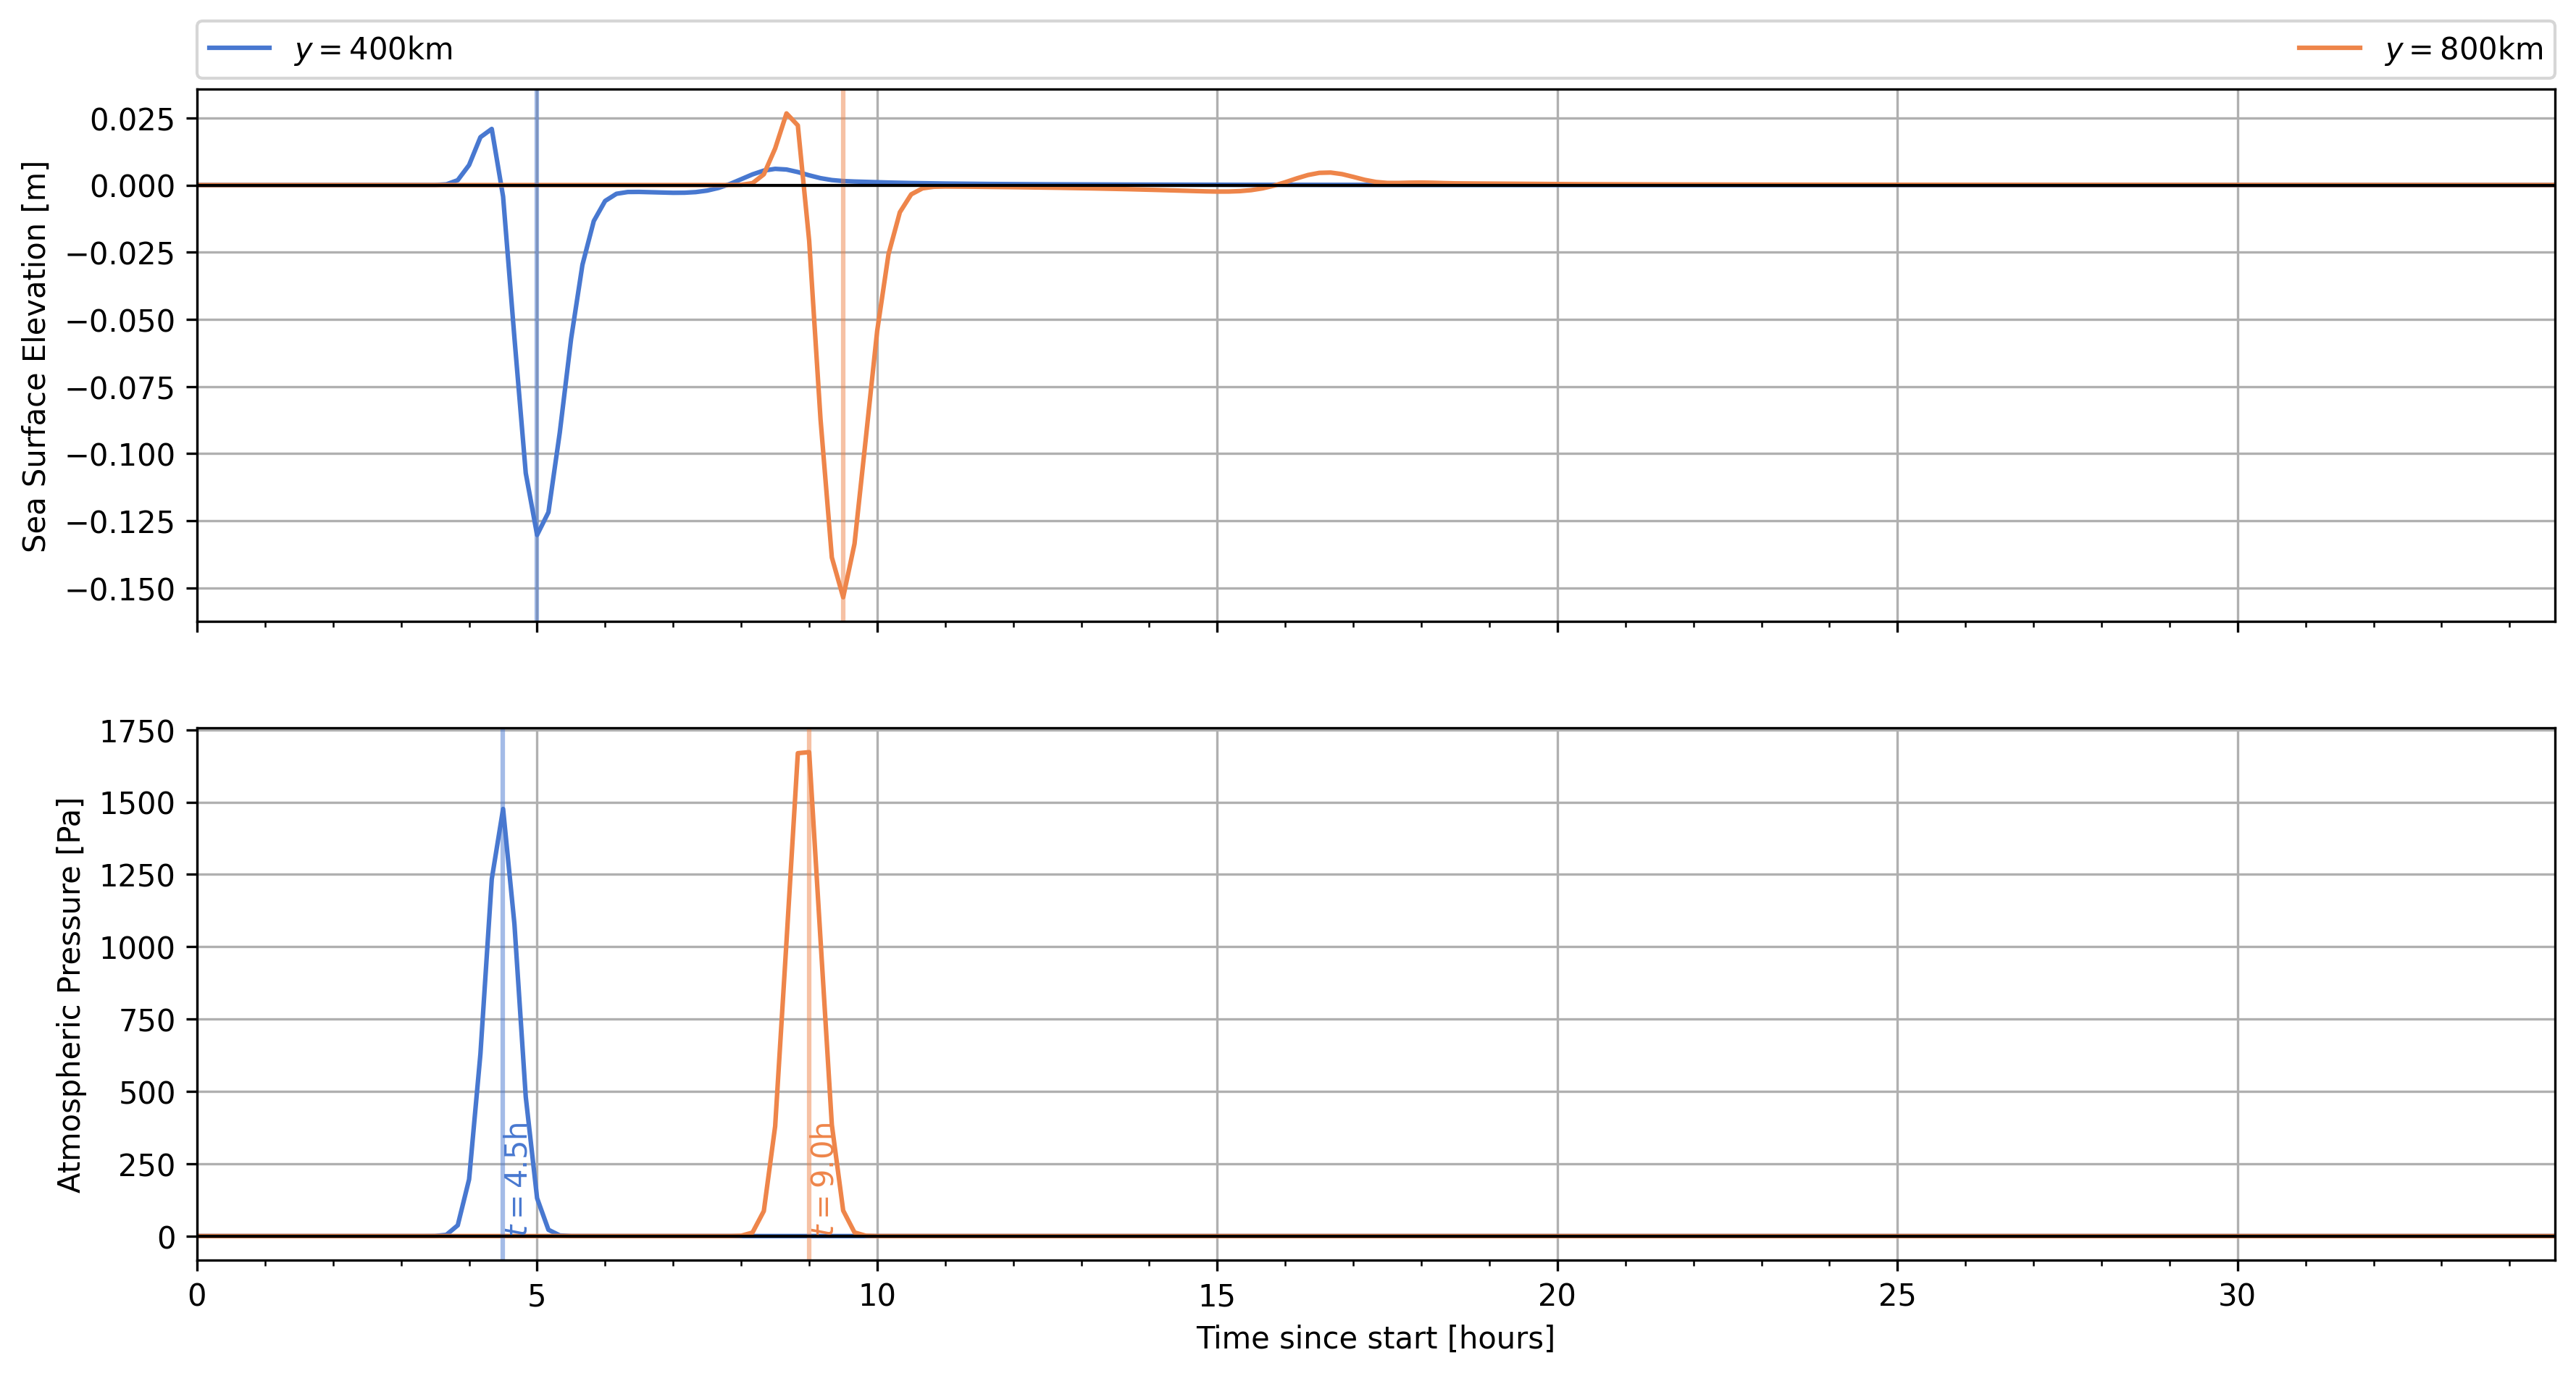 y = 400km
y = 800km
Sea Surface Elevation [m]
0.025
0.000
−0.025
−0.050
−0.075
−0.100
−0.125
−0.150
Atmospheric Pressure [Pa]
1750
1500
1250
1000
750
500
250
0
t = 4.5h
t = 9.0h
0 5 10 15 20 25 30
Time since start [hours]